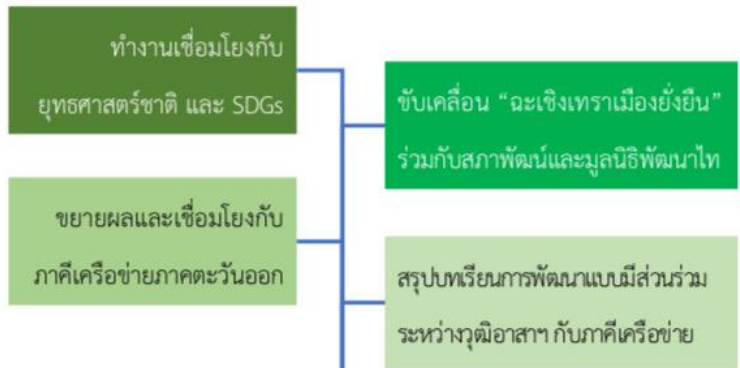 ทำงานเชื่อมโยงกับ
ยุทธศาสตร์ชาติ และ SDGs
ขับเคลื่อน “ฉะเชิงเทราเมืองยั่งยืน”
ร่วมกับสภาพัฒน์และมูลนิธิพัฒนาไท
ขยายผลและเชื่อมโยงกับ
ภาคีเครือข่ายภาคตะวันออก
สรุปบทเรียนการพัฒนาแบบมีส่วนร่วม
ระหว่างวุฒิอาสาฯ กับภาคีเครือข่าย